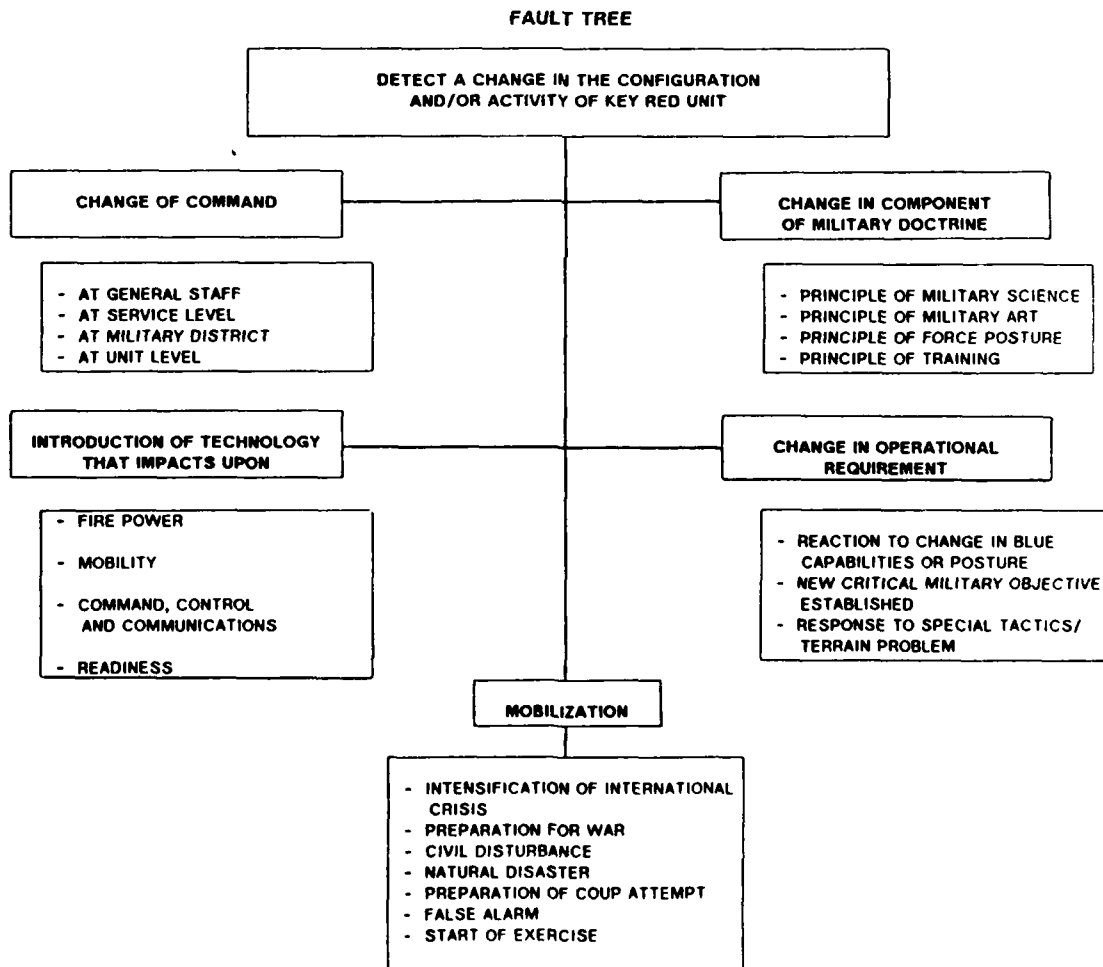 FAULT TREE
DETECT A CHANGE IN THE CONFIGURATION
AND/OR ACTIVITY OF KEY RED UNIT
CHANGE OF COMMAND
- AT GENERAL STAFF
- AT SERVICE LEVEL
- AT MILITARY DISTRICT
- AT UNIT LEVEL
CHANGE IN COMPONENT
OF MILITARY DOCTRINE
- PRINCIPLE OF MILITARY SCIENCE
- PRINCIPLE OF MILITARY ART
- PRINCIPLE OF FORCE POSTURE
- PRINCIPLE OF TRAINING
INTRODUCTION OF TECHNOLOGY
THAT IMPACTS UPON
- FIRE POWER
- MOBILITY
- COMMAND, CONTROL
AND COMMUNICATIONS
- READINESS
CHANGE IN OPERATIONAL
REQUIREMENT
- REACTION TO CHANGE IN BLUE
CAPABILITIES OR POSTURE
- NEW CRITICAL MILITARY OBJECTIVE
ESTABLISHED
- RESPONSE TO SPECIAL TACTICS/
TERRAIN PROBLEM
MOBILIZATION
- INTENSIFICATION OF INTERNATIONAL
CRISIS
- PREPARATION FOR WAR
- CIVIL DISTURBANCE
- NATURAL DISASTER
- PREPARATION OF COUP ATTEMPT
- FALSE ALARM
- START OF EXERCISE